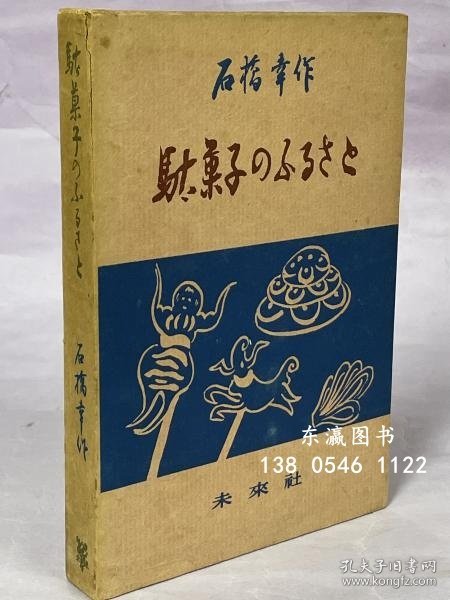 石橋幸作
駄菓子のふるさと
未來社
駄菓子のふるさと
石橋幸作
东瀛图书
138 0546 1122
孔夫子旧书网
www.kongfz.com